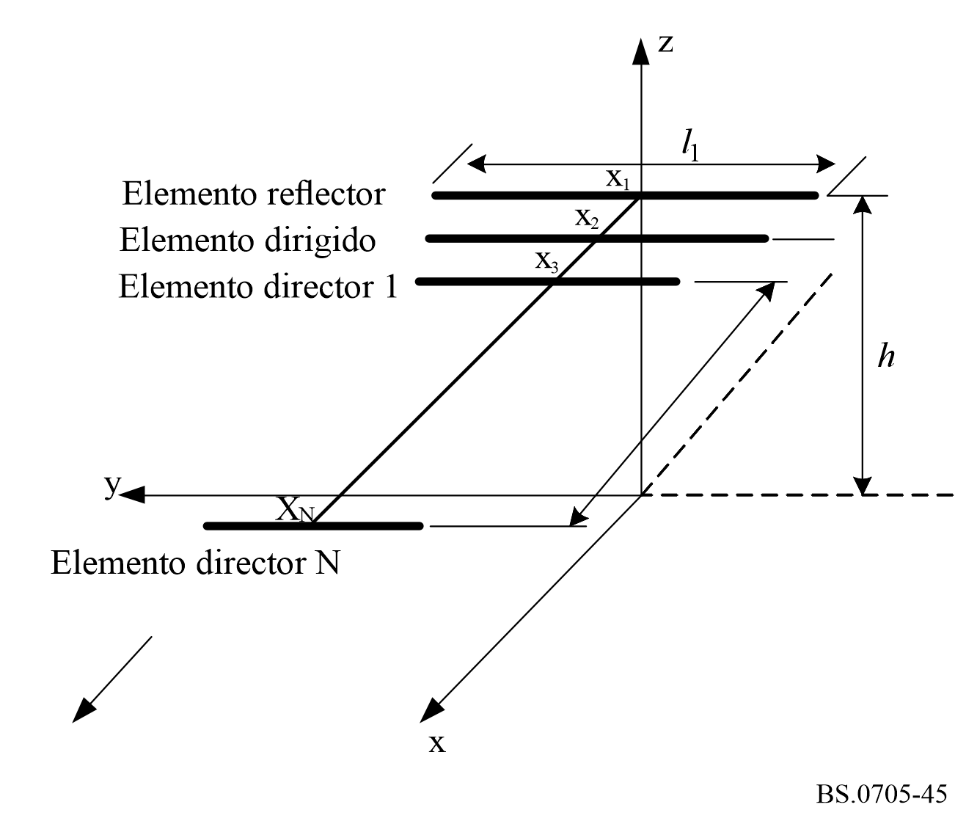 z
l1
x1
Elemento reflector
x2
Elemento dirigido
x3
Elemento director 1
h
y
XN
Elemento director N
x
BS.0705-45